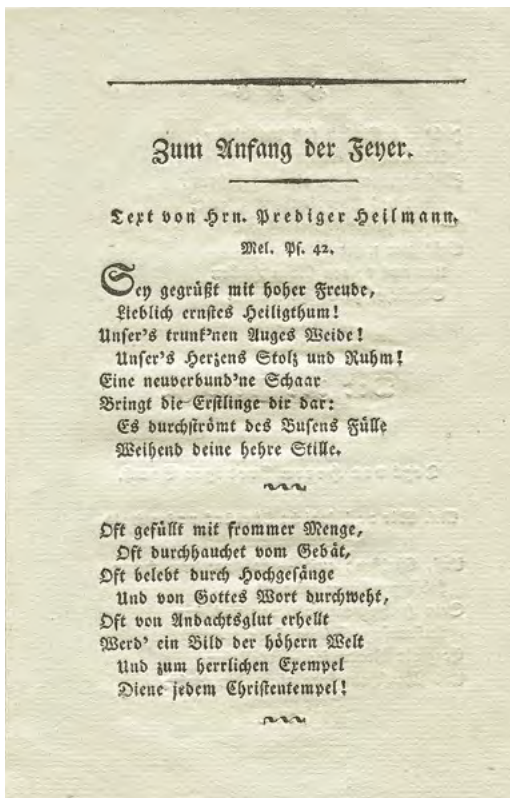 Zum Anfang der Feyer.
Text von Hrn. Prediger Heilmann.
Mel. Ps. 42.
Sey gegrüßt mit hoher Freude,
Lieblich ernstes Heiligthum!
Unser's trunk'nen Auges Weide!
Unser's Herzens Stolz und Ruhm!
Eine neuverbund'ne Schaar
Bringt die Erstlinge dir dar:
Es durchströmt des Busens Fülle
Weihend deine hehre Stille.
Oft gefüllt mit frommer Menge,
Oft durchhauchet vom Gebät,
Oft belebt durch Hochgesänge
Und von Gottes Wort durchweht,
Oft von Andachtsglut erhellt
Werd' ein Bild der höhern Welt
Und zum herrlichen Exempel
Diene jedem Christentempel!